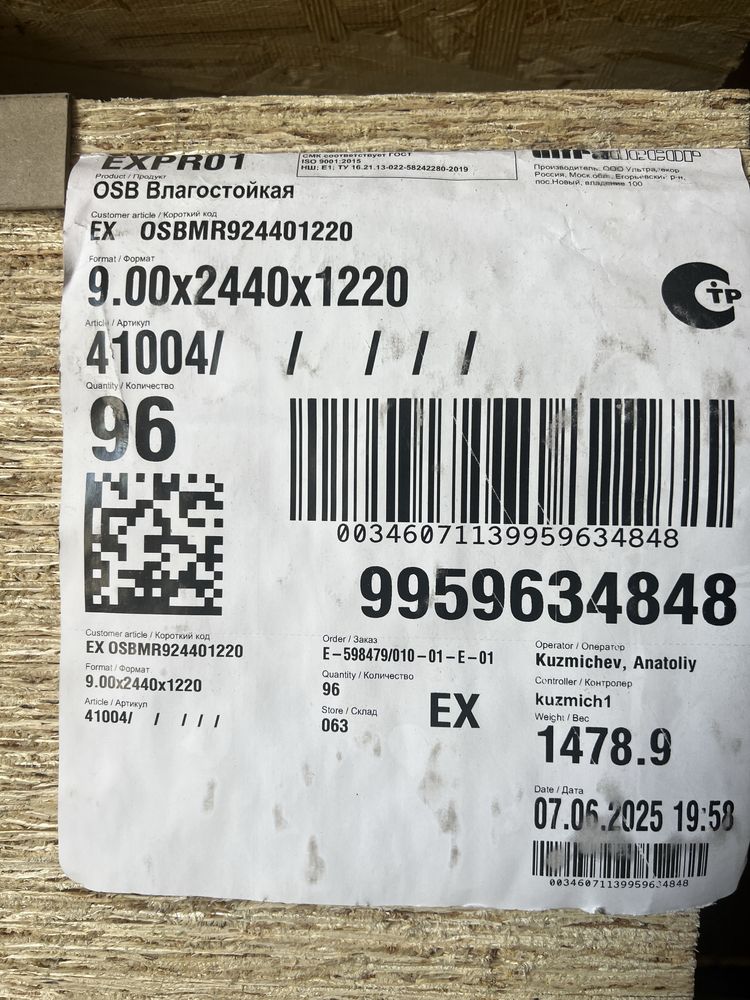 EXPR01
СМК соответствует ГОСТ
ISO 9001:2015
НШ; Е1; ТУ 16.21.13-022-58242280-2019
Производитель: ООО Ультрадекор
Россия, Моск.обл., Егорьевский р-н,
пос.Новый, владение 100
Product / Продукт
OSB Влагостойкая
Customer article / Короткий код
EX OSBMR924401220
Format / Формат
9.00x2440x1220
Article / Артикул
41004/ / / / /
Quantity / Количество
96
00346071139959634848
9959634848
Customer article / Короткий код
EX OSBMR924401220
Format / Формат
9.00x2440x1220
Article / Артикул
41004/ / / / /
Order / Заказ
E-598479/010-01-E-01
Quantity / Количество
96
Store / Склад
063
EX
Operator / Оператор
Kuzmichev, Anatoliy
Controller / Контролер
kuzmich1
Weight / Вес
1478.9
Date / Дата
07.06.2025 19:58
00346071139959634848